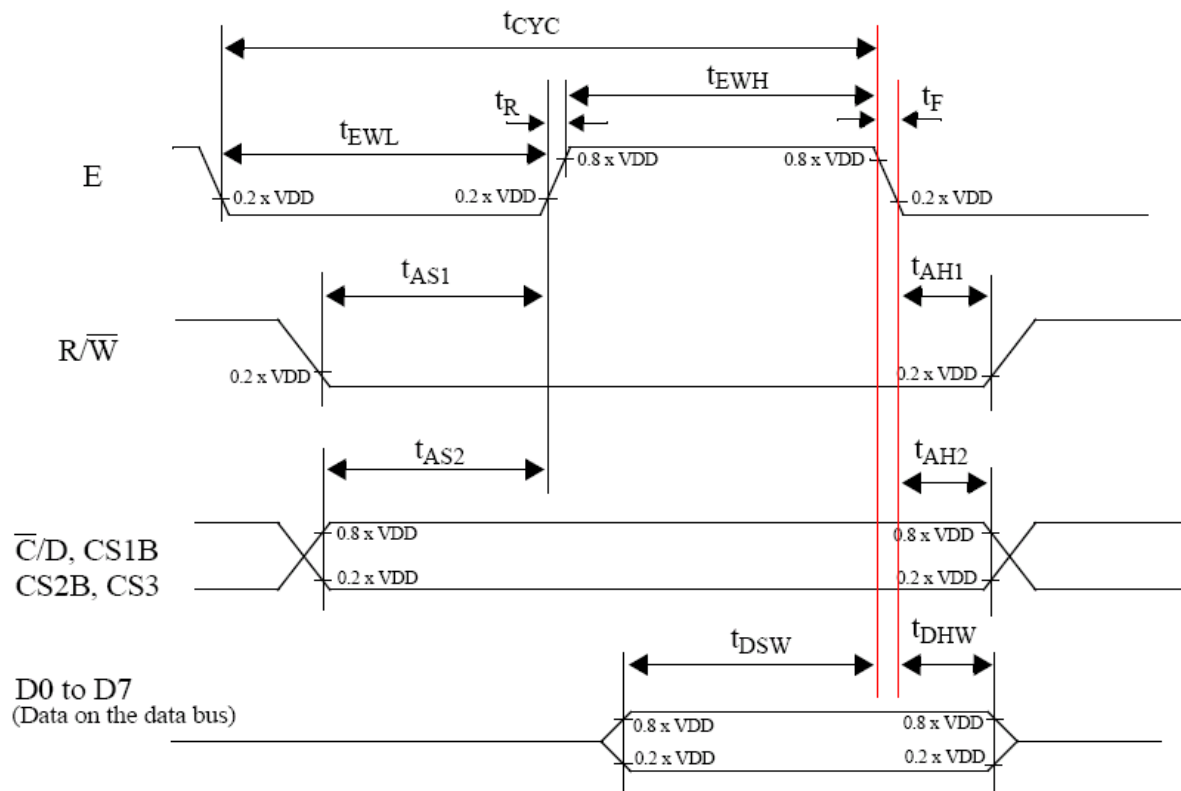 tCYC
tEWH
tR
tF
tEWL
E
0.8 x VDD
0.8 x VDD
0.2 x VDD
0.2 x VDD
0.2 x VDD
tAS1
tAH1
R/W̅
0.2 x VDD
0.2 x VDD
tAS2
tAH2
C̅/D, CS1B
CS2B, CS3
0.8 x VDD
0.8 x VDD
0.2 x VDD
0.2 x VDD
tDSW
tDHW
D0 to D7
(Data on the data bus)
0.8 x VDD
0.8 x VDD
0.2 x VDD
0.2 x VDD